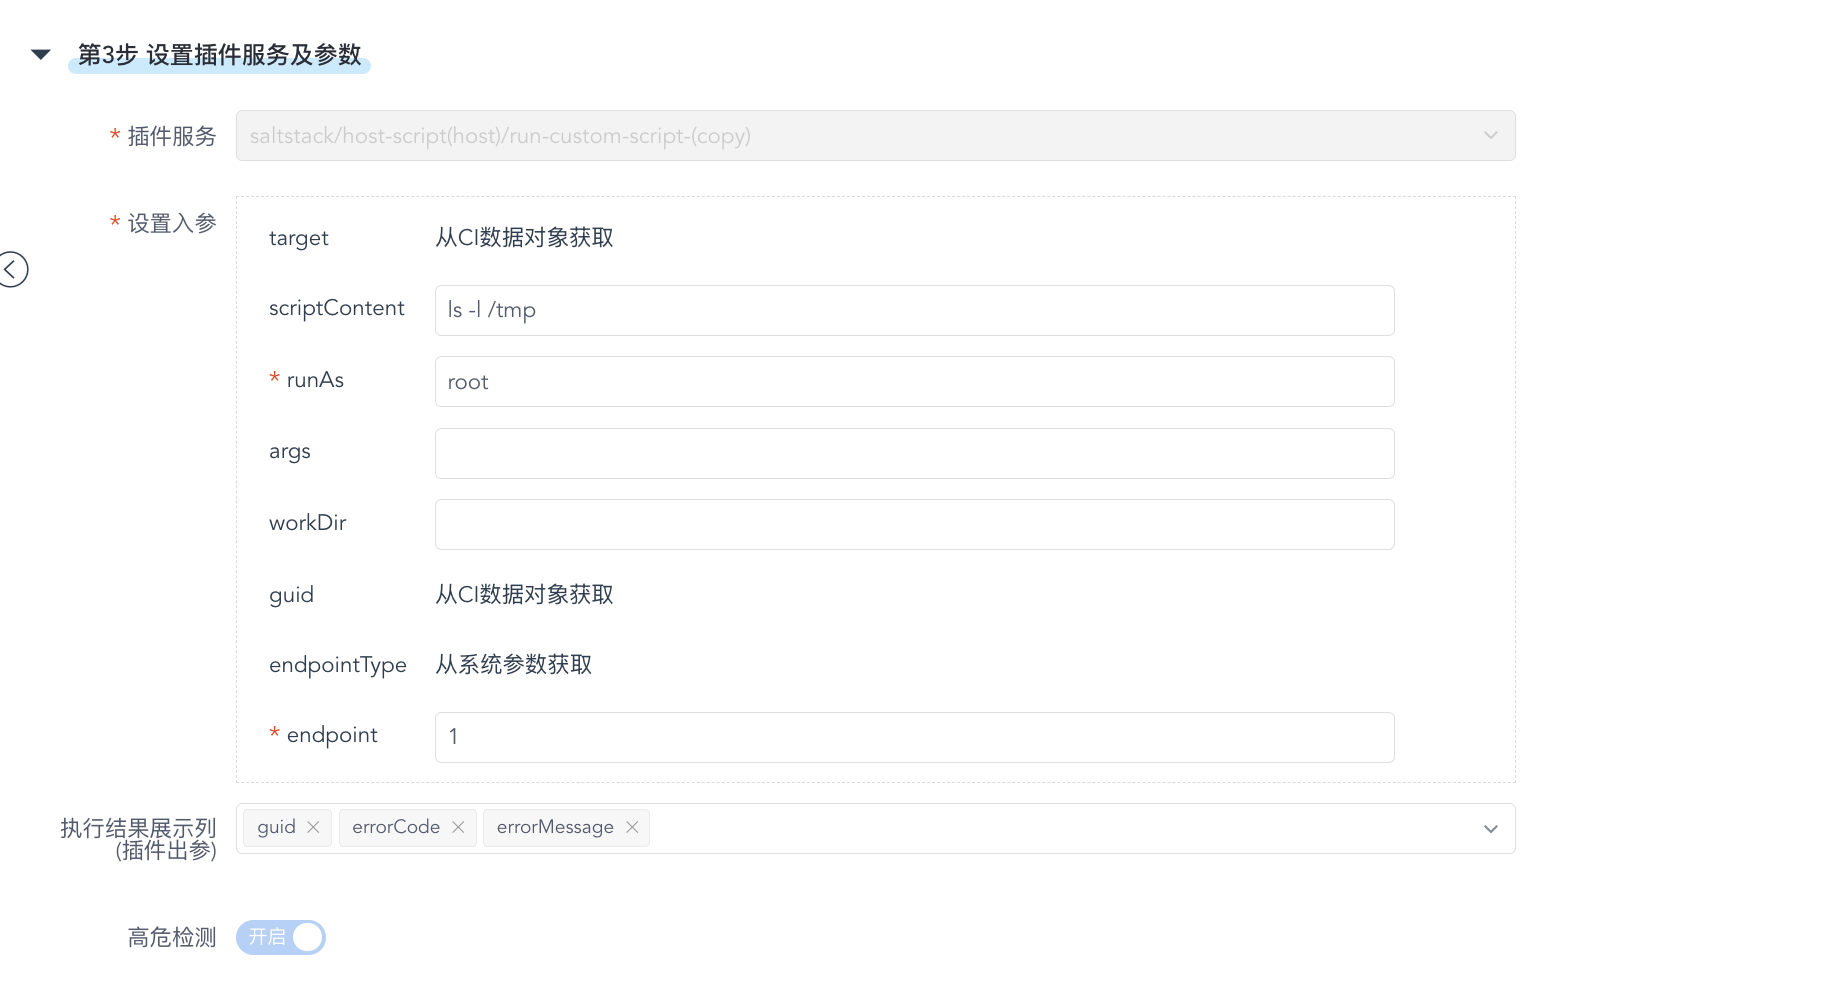 第3步 设置插件服务及参数
* 插件服务 saltstack/host-script(host)/run-custom-script-(copy)
* 设置入参
target 从CI数据对象获取
scriptContent ls -l /tmp
* runAs root
args
workDir
guid 从CI数据对象获取
endpointType 从系统参数获取
* endpoint 1
执行结果展示列
(插件出参)
guid errorCode errorMessage
高危检测 开启